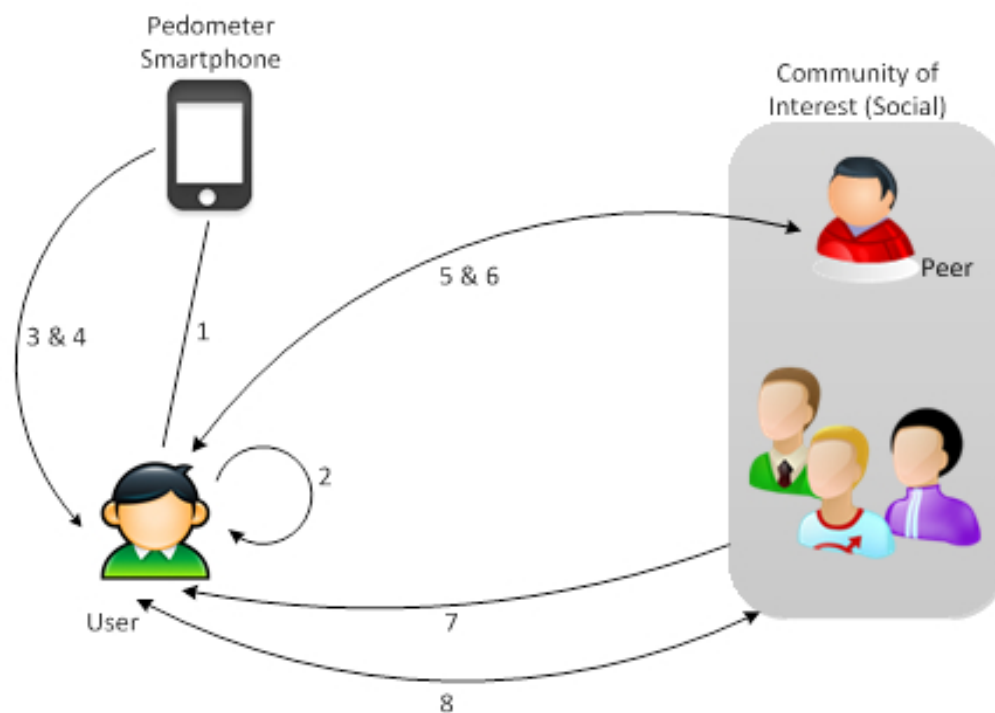 Pedometer
Smartphone
Community of
Interest (Social)
Peer
5 & 6
3 & 4
1
2
User
7
8